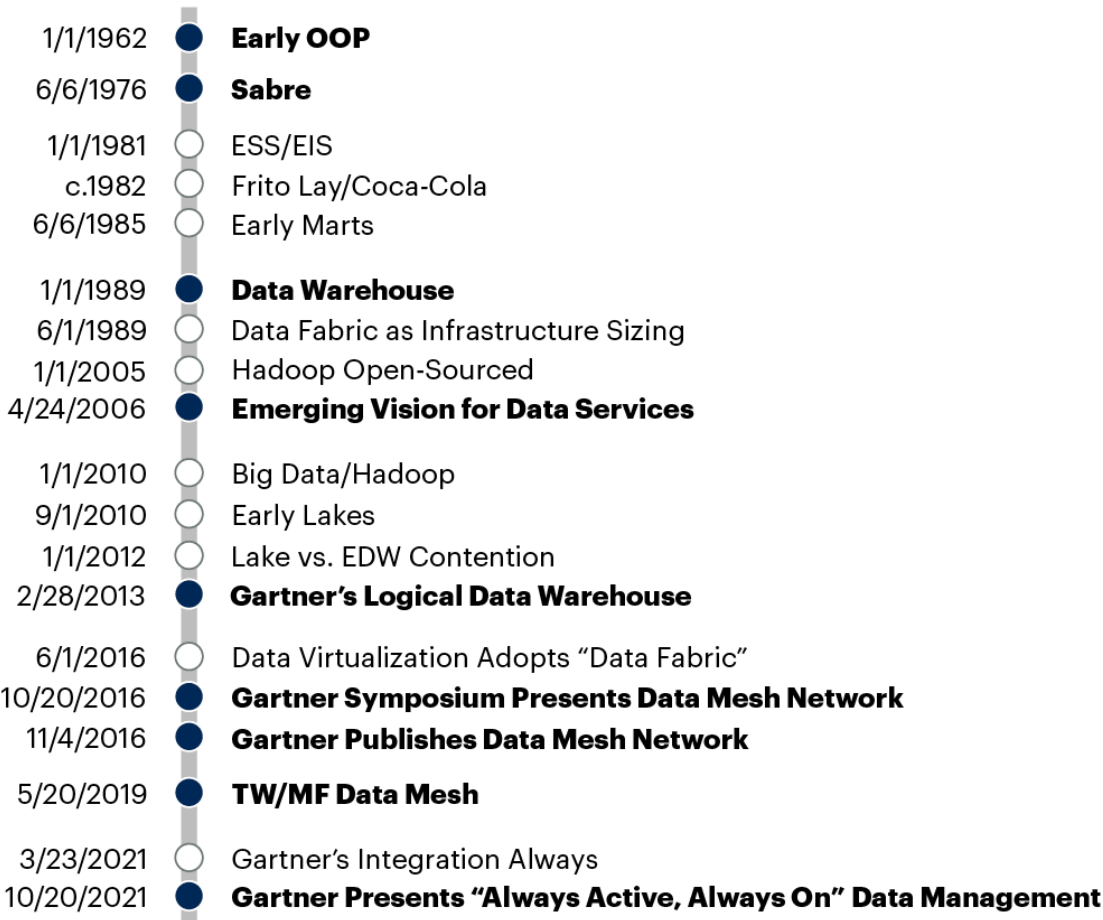 1/1/1962 Early OOP
6/6/1976 Sabre
1/1/1981 ESS/EIS
c.1982 Frito Lay/Coca-Cola
6/6/1985 Early Marts
1/1/1989 Data Warehouse
6/1/1989 Data Fabric as Infrastructure Sizing
1/1/2005 Hadoop Open-Sourced
4/24/2006 Emerging Vision for Data Services
1/1/2010 Big Data/Hadoop
9/1/2010 Early Lakes
1/1/2012 Lake vs. EDW Contention
2/28/2013 Gartner’s Logical Data Warehouse
6/1/2016 Data Virtualization Adopts “Data Fabric”
10/20/2016 Gartner Symposium Presents Data Mesh Network
11/4/2016 Gartner Publishes Data Mesh Network
5/20/2019 TW/MF Data Mesh
3/23/2021 Gartner’s Integration Always
10/20/2021 Gartner Presents “Always Active, Always On” Data Management